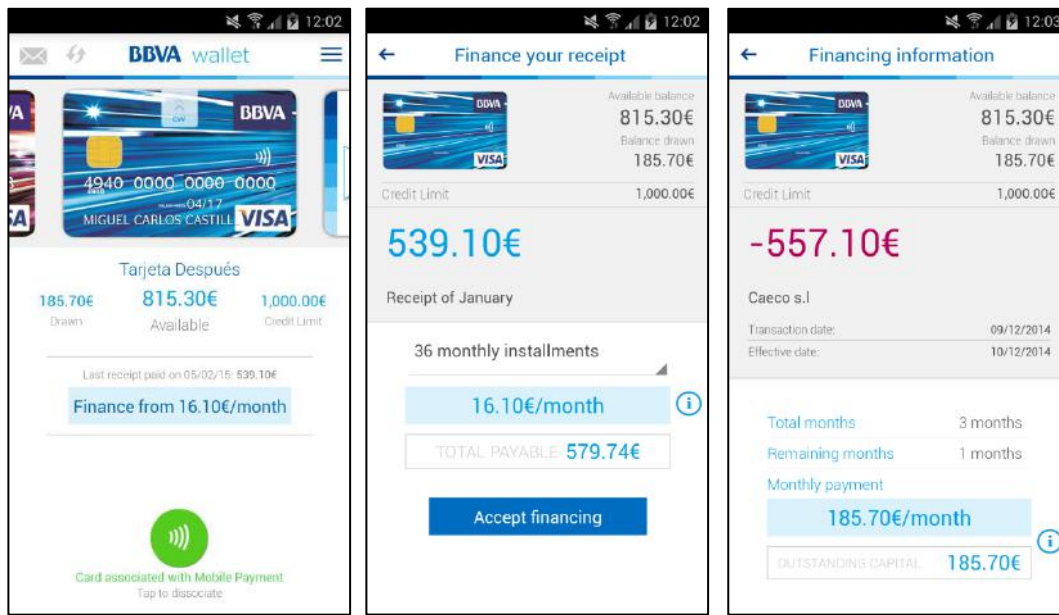 12:02
BBVA wallet
BBVA
CW
4940 0000 0000 0000
04/17
MIGUEL CARLOS CASTILL
VISA
Tarjeta Después
185.70€ 815.30€ 1,000.00€
Drawn Available Credit Limit
Last receipt paid on 05/02/15: 539.10€
Finance from 16.10€/month
Card associated with Mobile Payment
Tap to dissociate
12:02
Finance your receipt
BBVA
VISA
Available balance
815.30€
Balance drawn
185.70€
Credit Limit 1,000.00€
539.10€
Receipt of January
36 monthly installments
16.10€/month
TOTAL PAYABLE 579.74€
Accept financing
12:03
Financing information
BBVA
VISA
Available balance
815.30€
Balance drawn
185.70€
Credit Limit 1,000.00€
-557.10€
Caeco s.l
Transaction date: 09/12/2014
Effective date: 10/12/2014
Total months 3 months
Remaining months 1 months
Monthly payment
185.70€/month
OUTSTANDING CAPITAL 185.70€